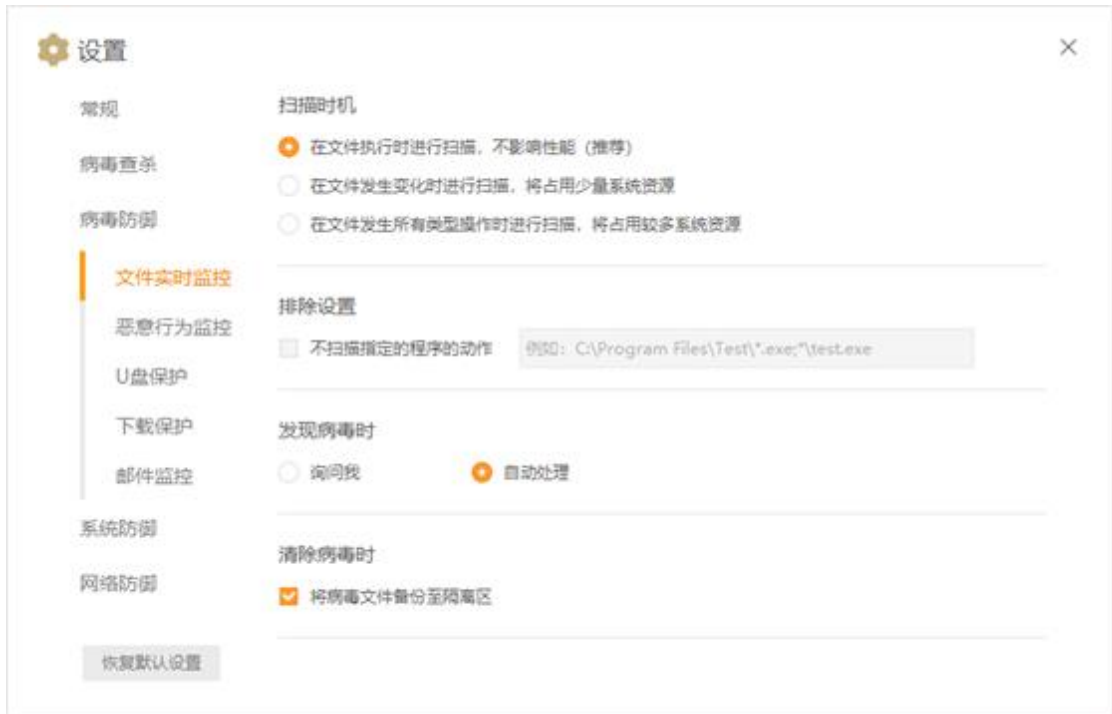 设置
常规
病毒查杀
病毒防御
文件实时监控
恶意行为监控
U盘保护
下载保护
邮件监控
系统防御
网络防御
恢复默认设置
扫描时机
在文件执行时进行扫描，不影响性能（推荐）
在文件发生变化时进行扫描，将占用少量系统资源
在文件发生所有类型操作时进行扫描，将占用较多系统资源
排除设置
不扫描指定的程序的动作 例如：C:\Program Files\Test\*.exe;*\test.exe
发现病毒时
询问我 自动处理
清除病毒时
将病毒文件备份至隔离区